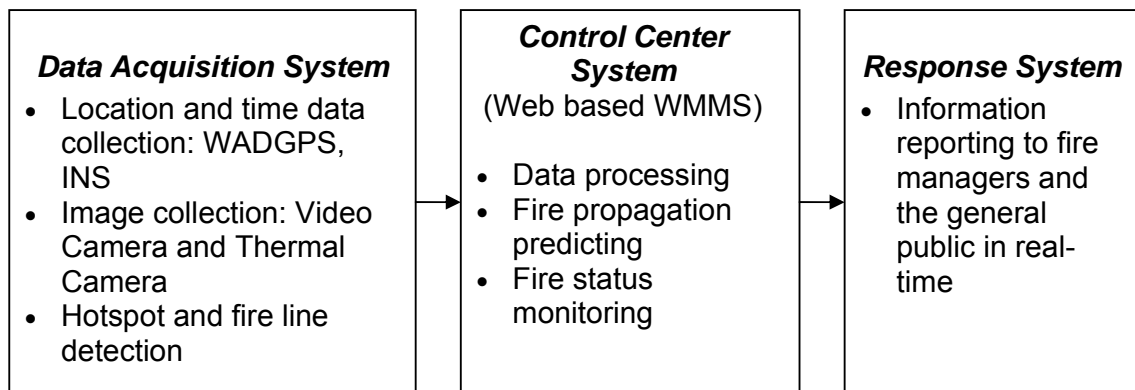 Data Acquisition System
• Location and time data
collection: WADGPS,
INS
• Image collection: Video
Camera and Thermal
Camera
• Hotspot and fire line
detection
Control Center
System
(Web based WMMS)
• Data processing
• Fire propagation
predicting
• Fire status
monitoring
Response System
• Information
reporting to fire
managers and
the general
public in real-
time